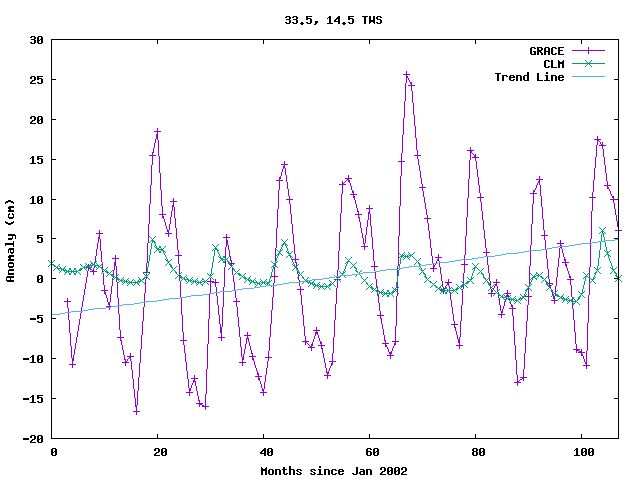 33.5, 14.5 TWS
GRACE
CLM
Trend Line
Anomaly (cm)
30
25
20
15
10
5
0
-5
-10
-15
-20
0 20 40 60 80 100
Months since Jan 2002